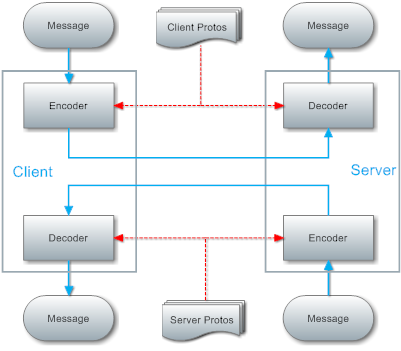 Message
Client Protos
Message
Encoder
Decoder
Client
Server
Decoder
Encoder
Message
Server Protos
Message